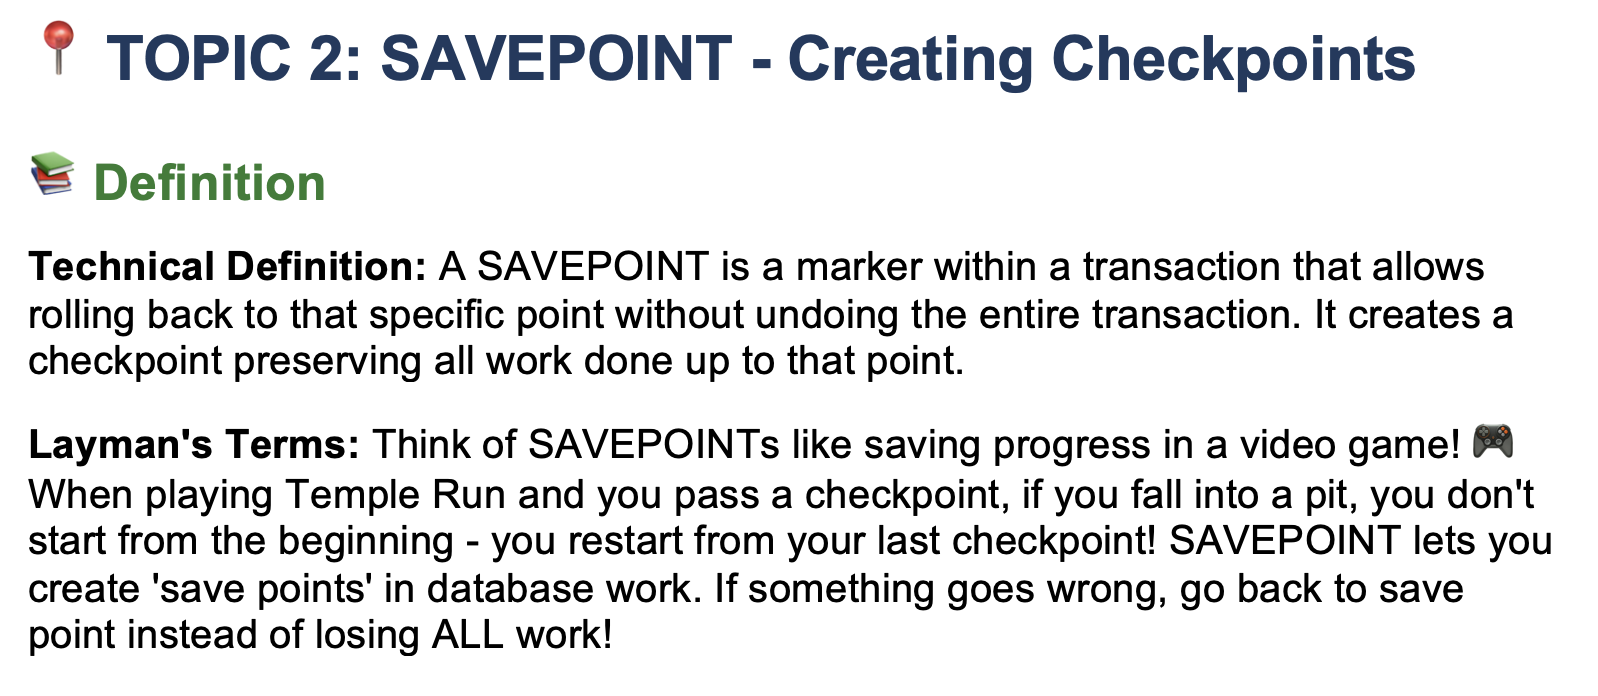 TOPIC 2: SAVEPOINT - Creating Checkpoints
Definition
Technical Definition: A SAVEPOINT is a marker within a transaction that allows
rolling back to that specific point without undoing the entire transaction. It creates a
checkpoint preserving all work done up to that point.
Layman's Terms: Think of SAVEPOINTs like saving progress in a video game! 🎮
When playing Temple Run and you pass a checkpoint, if you fall into a pit, you don't
start from the beginning - you restart from your last checkpoint! SAVEPOINT lets you
create 'save points' in database work. If something goes wrong, go back to save
point instead of losing ALL work!